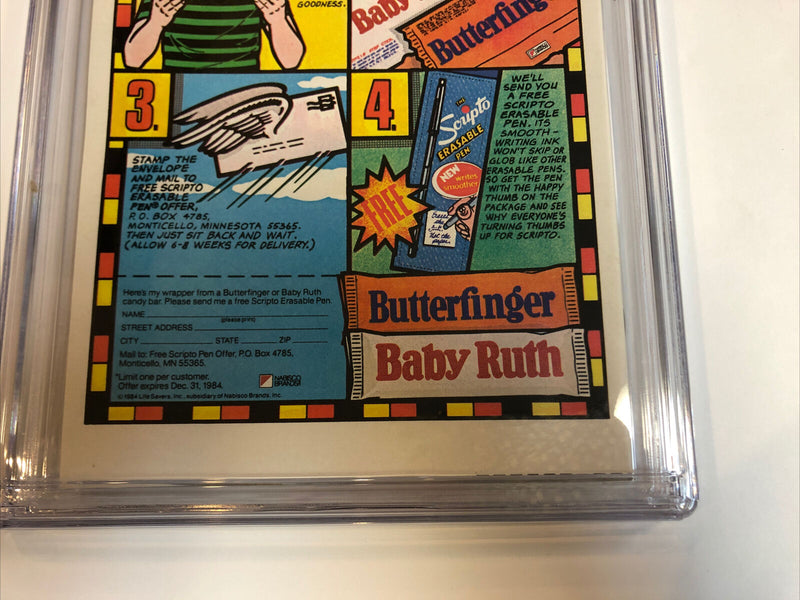 GOODNESS.
Baby
Butterfing
3.
STAMP THE
ENVELOPE
AND MAIL TO
FREE SCRIPTO
ERASABLE
PEN* OFFER,
P.O. BOX 4785,
MONTICELLO, MINNESOTA 55365.
THEN JUST SIT BACK AND WAIT.
(ALLOW 6-8 WEEKS FOR DELIVERY.)
4.
THE
Scripto
ERASABLE
PEN
NEW
writes
smoother
FREE
WE'LL
SEND YOU
A FREE
SCRIPTO
ERASABLE
PEN. ITS
SMOOTH-
WRITING INK
WON'T SKIP OR
GLOB LIKE OTHER
ERASABLE PENS.
SO GET THE PEN
WITH THE HAPPY
THUMB ON THE
PACKAGE AND SEE
WHY EVERYONE'S
TURNING THUMBS
UP FOR SCRIPTO.
Here's my wrapper from a Butterfinger or Baby Ruth
candy bar. Please send me a free Scripto Erasable Pen.
NAME
(please print)
STREET ADDRESS
CITY STATE ZIP
Mail to: Free Scripto Pen Offer, P.O. Box 4785,
Monticello, MN 55365.
*Limit one per customer.
Offer expires Dec. 31, 1984.
NABISCO
BRANDS
© 1984 Life Savers, Inc., subsidiary of Nabisco Brands, Inc.
Butterfinger
Baby Ruth